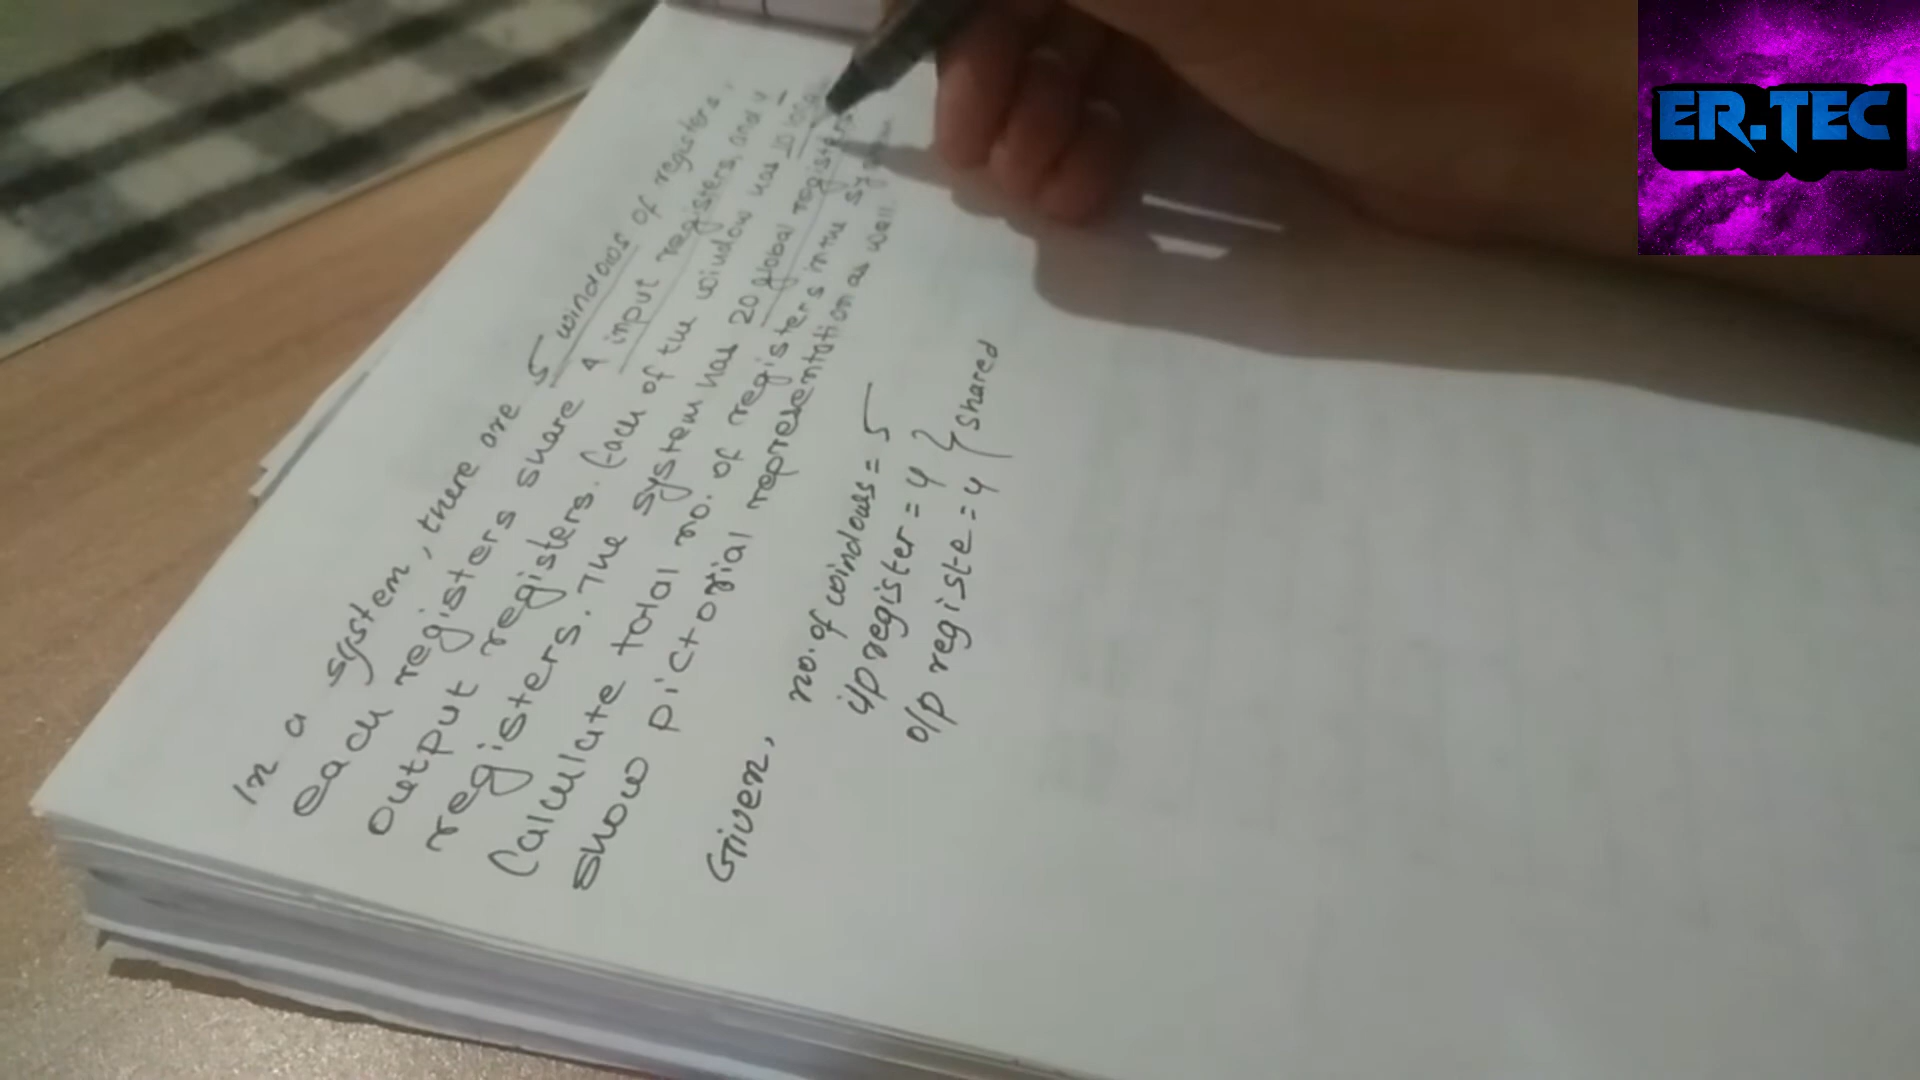 In a system, there are 5 windows of registers.
each registers share 4 input registers, and 4
output registers. Each of the window has 10 local
registers. The system has 20 global registers
Calculate total no. of registers in the system
show pictorial representation as well
Given,
no. of windows = 5
i/p register = 4
o/p registe = 4 } shared
ER.TEC